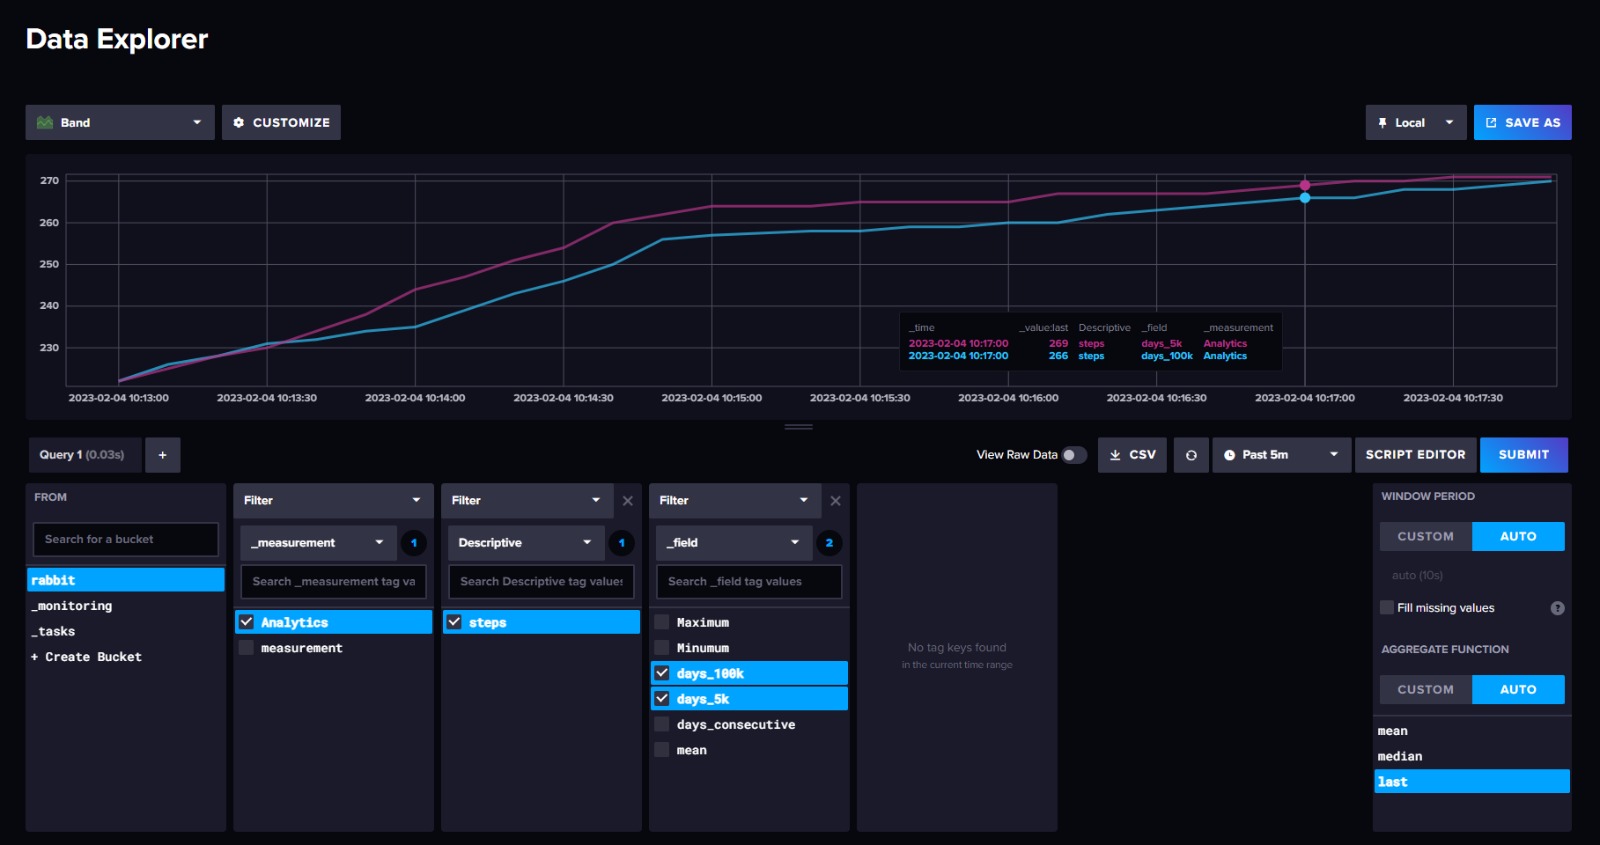 Data Explorer
Band
CUSTOMIZE
Local
SAVE AS
270
260
250
240
230
_time _value:last Descriptive _field _measurement
2023-02-04 10:17:00 269 steps days_5k Analytics
2023-02-04 10:17:00 266 steps days_100k Analytics
2023-02-04 10:13:00 2023-02-04 10:13:30 2023-02-04 10:14:00 2023-02-04 10:14:30 2023-02-04 10:15:00 2023-02-04 10:15:30 2023-02-04 10:16:00 2023-02-04 10:16:30 2023-02-04 10:17:00 2023-02-04 10:17:30
Query 1 (0.03s)
+
View Raw Data
CSV
Past 5m
SCRIPT EDITOR
SUBMIT
FROM
Search for a bucket
rabbit
_monitoring
_tasks
+ Create Bucket
Filter
_measurement
1
Search _measurement tag va
Analytics
measurement
Filter
Descriptive
1
Search Descriptive tag values
steps
Filter
_field
2
Search _field tag values
Maximum
Minumum
days_100k
days_5k
days_consecutive
mean
No tag keys found
in the current time range
WINDOW PERIOD
CUSTOM
AUTO
auto (10s)
Fill missing values
?
AGGREGATE FUNCTION
CUSTOM
AUTO
mean
median
last